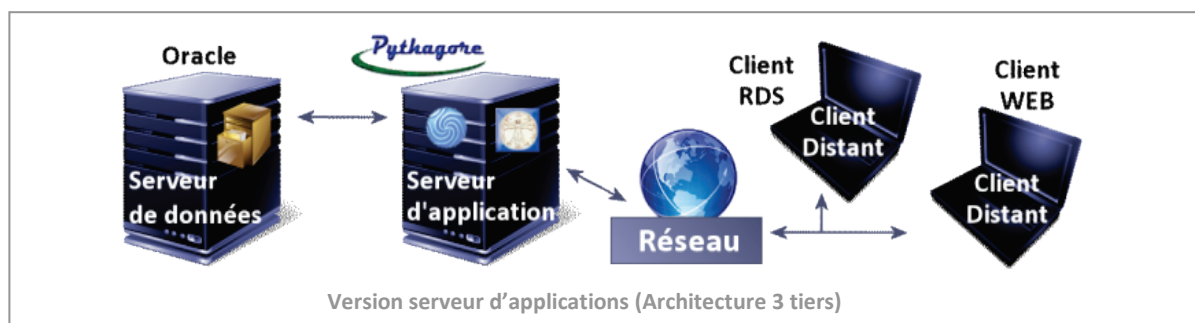 Oracle
Serveur
de données
Pythagore
Serveur
d'application
Réseau
Client
RDS
Client
Distant
Client
WEB
Client
Distant
Version serveur d’applications (Architecture 3 tiers)